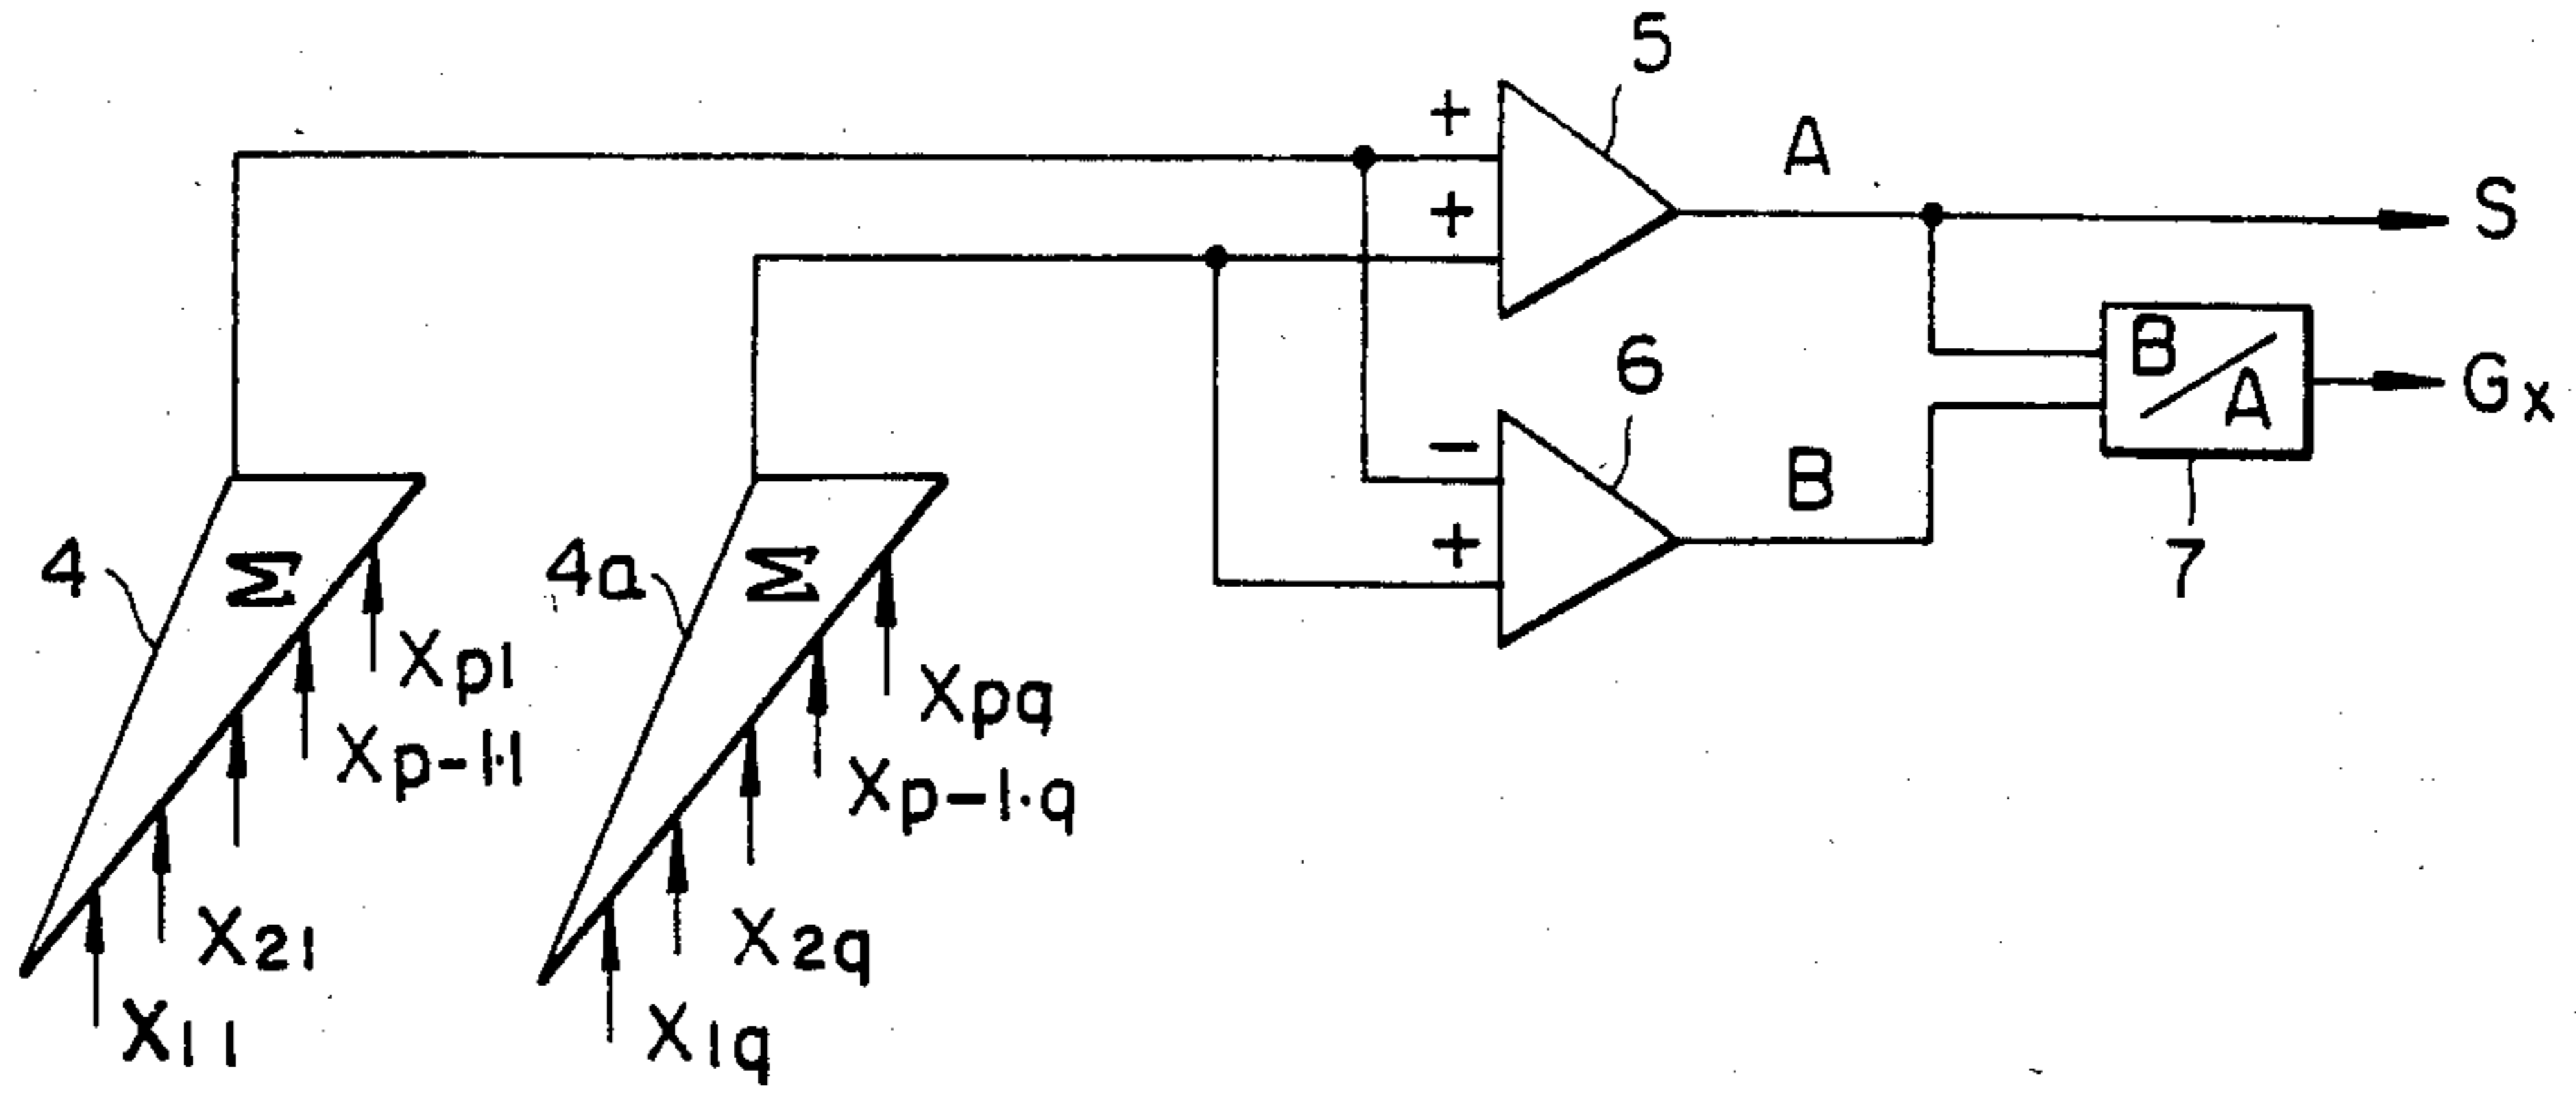 5
+
A
+
S
B/A
6
Gx
−
B
4
Σ
4a
Σ
+
7
Xp1
Xpq
Xp-1·1
Xp-1·q
X21
X2q
X11
X1q